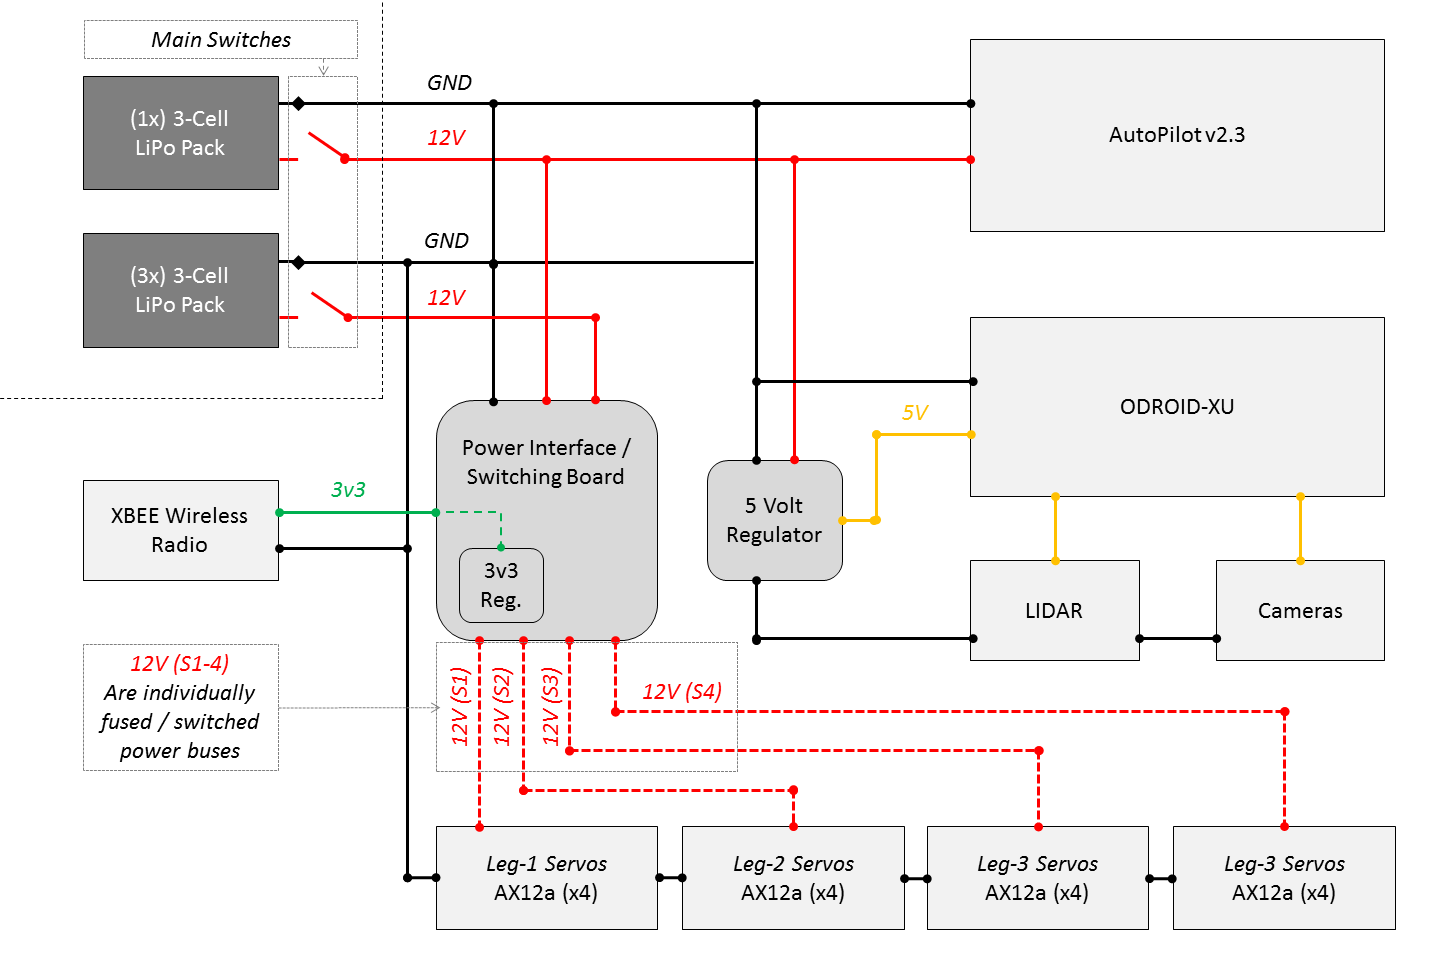 Main Switches
(1x) 3-Cell
LiPo Pack
GND
12V
AutoPilot v2.3
(3x) 3-Cell
LiPo Pack
GND
12V
ODROID-XU
5V
Power Interface /
Switching Board
3v3
XBEE Wireless
Radio
5 Volt
Regulator
3v3
Reg.
LIDAR
Cameras
12V (S1-4)
Are individually
fused / switched
power buses
12V (S1)
12V (S2)
12V (S3)
12V (S4)
Leg-1 Servos
AX12a (x4)
Leg-2 Servos
AX12a (x4)
Leg-3 Servos
AX12a (x4)
Leg-3 Servos
AX12a (x4)